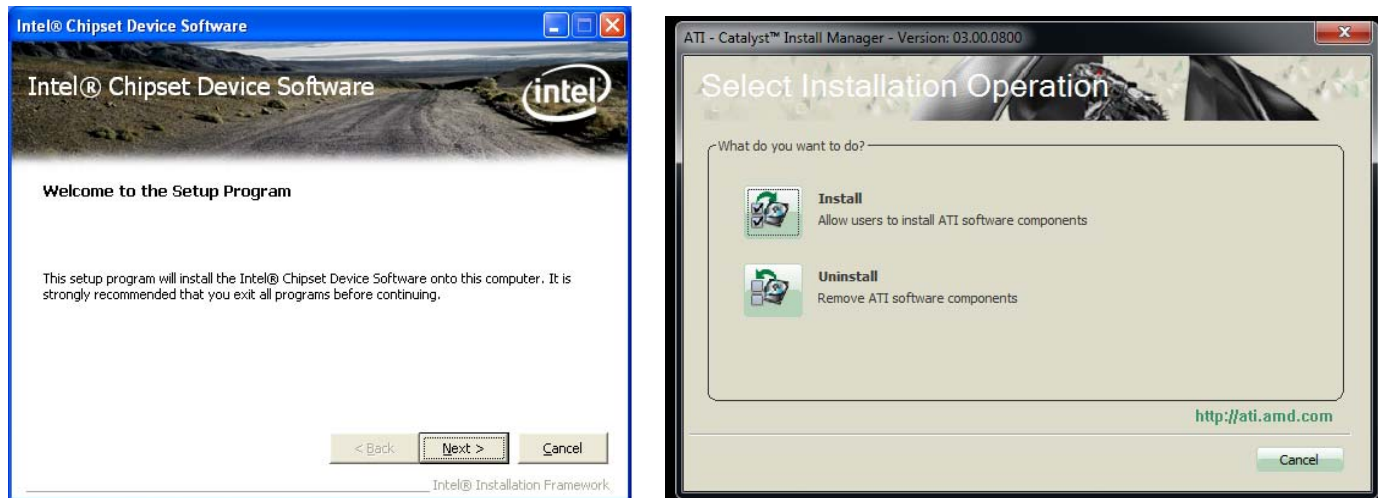 Intel® Chipset Device Software
Intel® Chipset Device Software
intel
Welcome to the Setup Program
This setup program will install the Intel® Chipset Device Software onto this computer. It is
strongly recommended that you exit all programs before continuing.
< Back
Next >
Cancel
Intel® Installation Framework
ATI - Catalyst™ Install Manager - Version: 03.00.0800
Select Installation Operation
What do you want to do?
Install
Allow users to install ATI software components
Uninstall
Remove ATI software components
http://ati.amd.com
Cancel